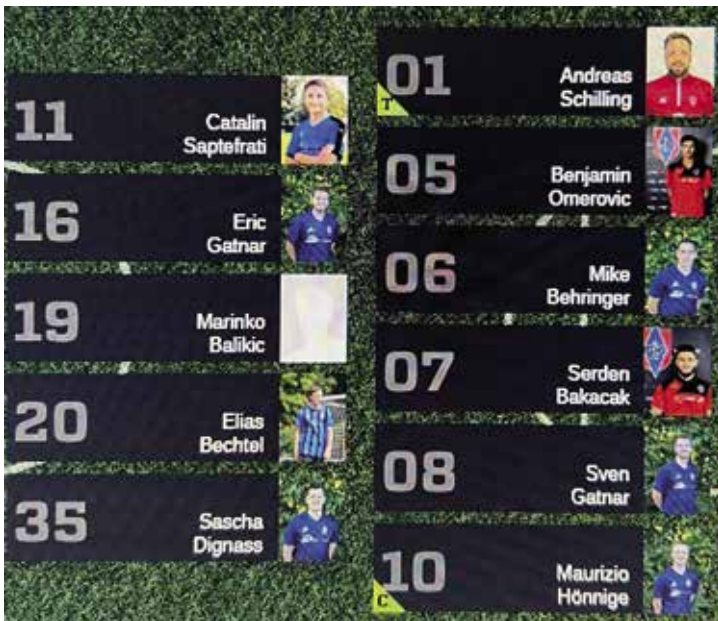 11
Catalin
Saptefrati
16
Eric
Gatnar
19
Marinko
Balikic
20
Elias
Bechtel
35
Sascha
Dignass
01
T
Andreas
Schilling
05
Benjamin
Omerovic
06
Mike
Behringer
07
Serden
Bakacak
08
Sven
Gatnar
10
C
Maurizio
Hönnige